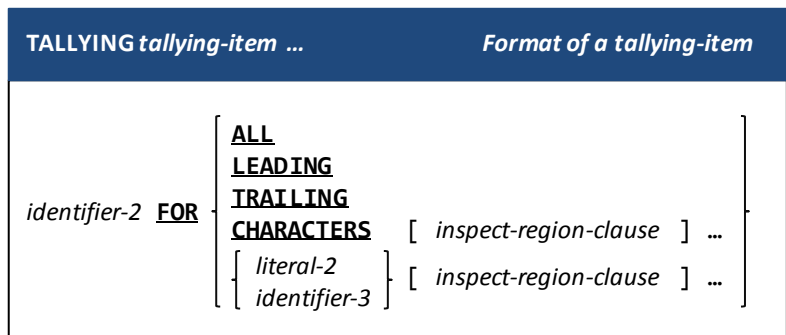 TALLYING tallying-item … Format of a tallying-item
ALL
LEADING
TRAILING
identifier-2 FOR
CHARACTERS [ inspect-region-clause ] …
literal-2
identifier-3
[ inspect-region-clause ] …